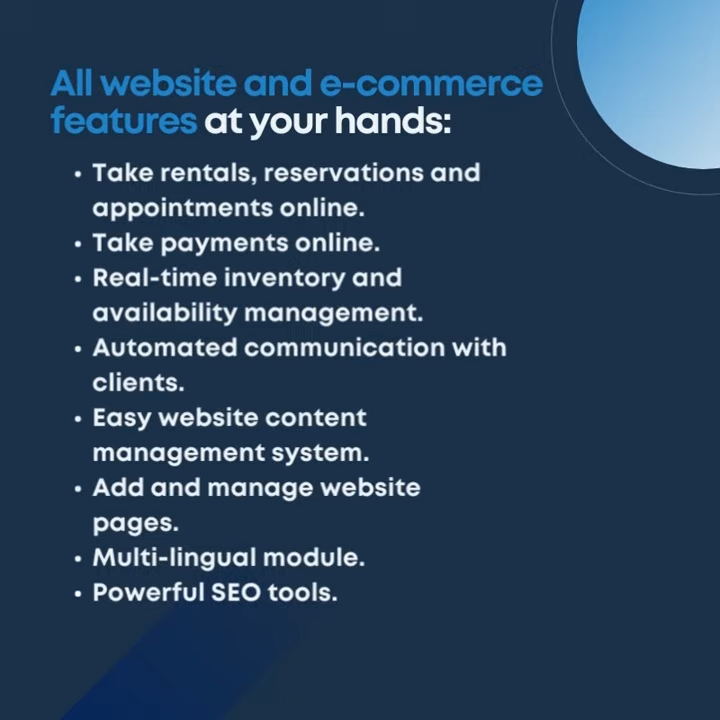 All website and e-commerce
features at your hands:
• Take rentals, reservations and
appointments online.
• Take payments online.
• Real-time inventory and
availability management.
• Automated communication with
clients.
• Easy website content
management system.
• Add and manage website
pages.
• Multi-lingual module.
• Powerful SEO tools.